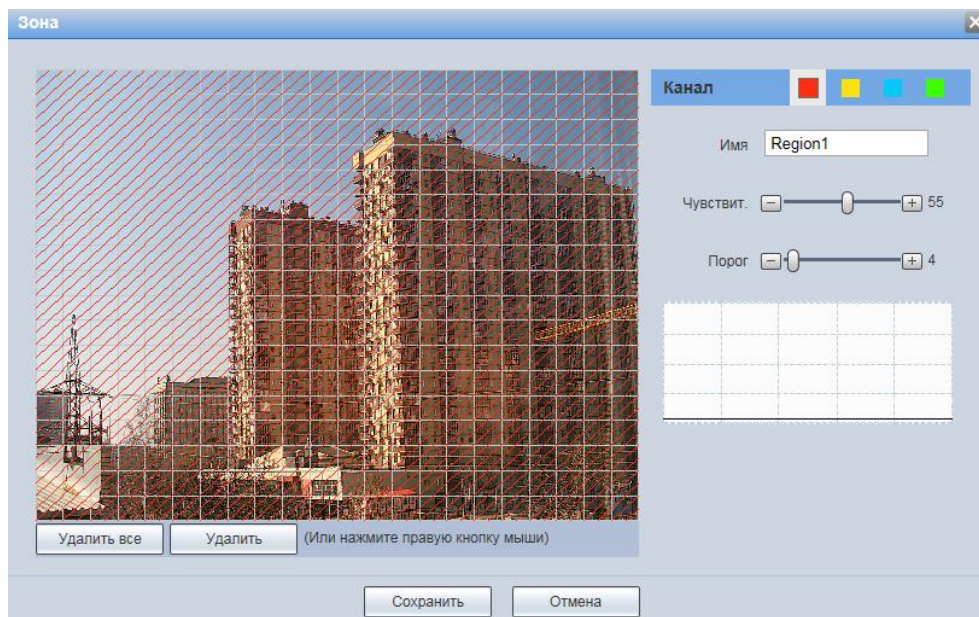 Зона
Канал
Имя Region1
Чувствит. 55
Порог 4
Удалить все Удалить (Или нажмите правую кнопку мыши)
Сохранить Отмена